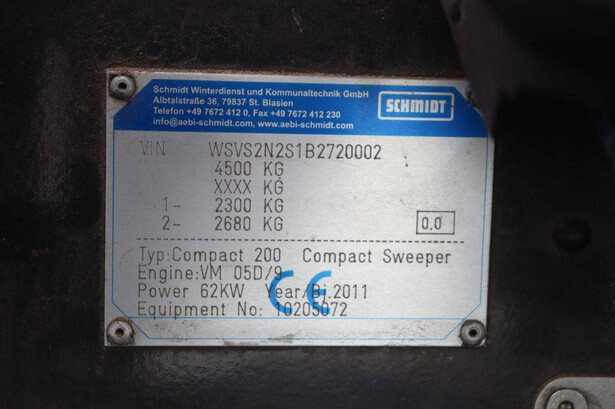 Schmidt Winterdienst und Kommunaltechnik GmbH
Albtalstraße 36, 79837 St. Blasien
Telefon +49 7672 412 0, Fax +49 7672 412 230
info@aebi-schmidt.com, www.aebi-schmidt.com
SCHMIDT
VIN WSVS2N2S1B2720002
4500 KG
XXXX KG
1- 2300 KG
2- 2680 KG 0.0
Typ:Compact 200 Compact Sweeper
Engine:VM 05D/9
Power 62KW Year/Bj.2011
CE
Equipment No: 10205072